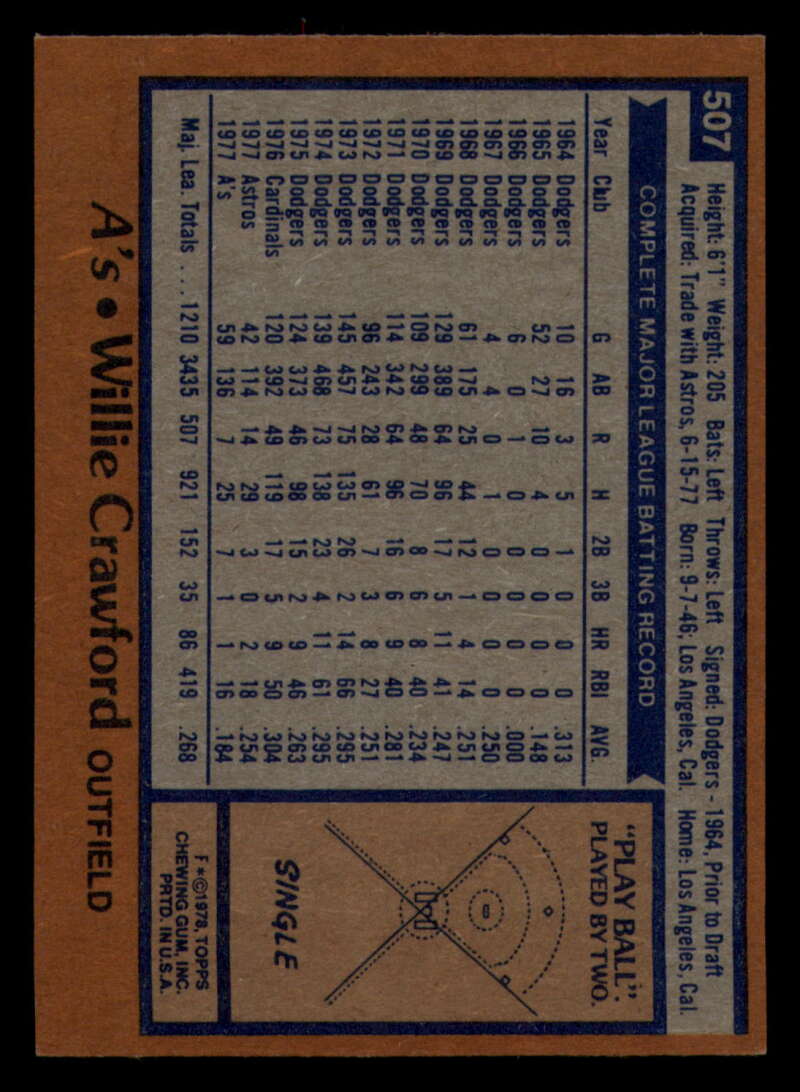 507
Height: 6'1" Weight: 205 Bats: Left Throws: Left Signed: Dodgers - 1964, Prior to Draft
Acquired: Trade with Astros, 6-15-77 Born: 9-7-46; Los Angeles, Cal. Home: Los Angeles, Cal.
COMPLETE MAJOR LEAGUE BATTING RECORD
Year Club G AB R H 2B 3B HR RBI AVG.
1964 Dodgers 10 16 3 5 1 0 0 0 .313
1965 Dodgers 52 27 10 4 0 0 0 0 .148
1966 Dodgers 6 0 1 0 0 0 0 0 .000
1967 Dodgers 4 4 0 1 0 0 0 0 .250
1968 Dodgers 61 175 25 44 12 1 4 14 .251
1969 Dodgers 129 389 64 96 17 5 11 41 .247
1970 Dodgers 109 299 48 70 8 6 8 40 .234
1971 Dodgers 114 342 64 96 16 6 9 40 .281
1972 Dodgers 96 243 28 61 7 3 8 27 .251
1973 Dodgers 145 457 75 135 26 2 14 66 .295
1974 Dodgers 139 468 73 138 23 4 11 61 .295
1975 Dodgers 124 373 46 98 15 2 9 46 .263
1976 Cardinals 120 392 49 119 17 5 9 50 .304
1977 Astros 42 114 14 29 3 0 2 18 .254
1977 A's 59 136 7 25 7 1 1 16 .184
Maj. Lea. Totals .... 1210 3435 507 921 152 35 86 419 .268
"PLAY BALL".
PLAYED BY TWO.
SINGLE
F*©1978, TOPPS
CHEWING GUM, INC.
PRTD. IN U.S.A.
A's • Willie Crawford OUTFIELD